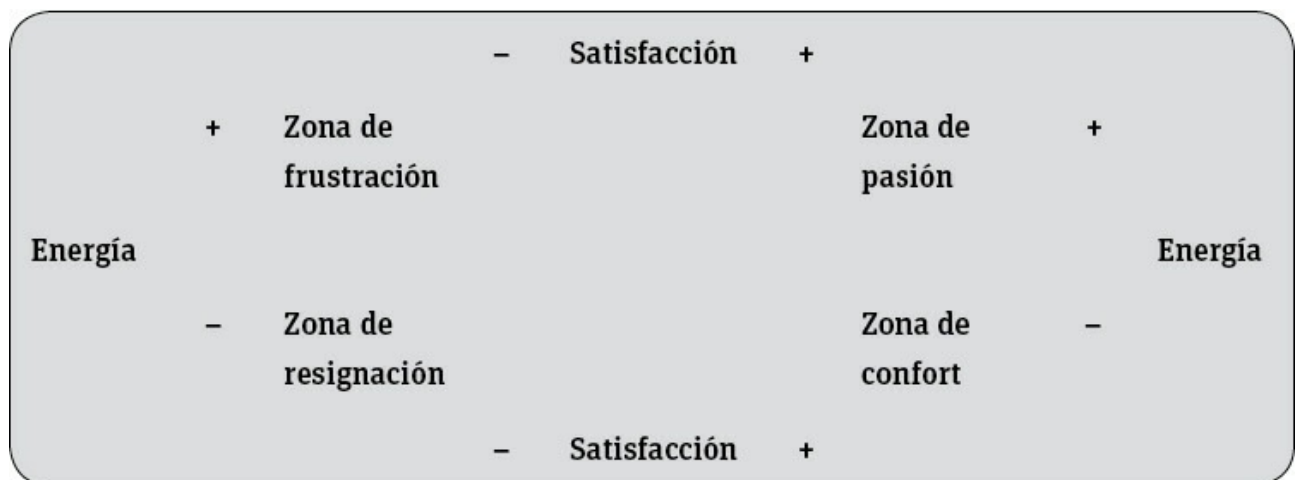 – Satisfacción +
+ Zona de Zona de +
frustración pasión
Energía Energía
– Zona de Zona de –
resignación confort
– Satisfacción +